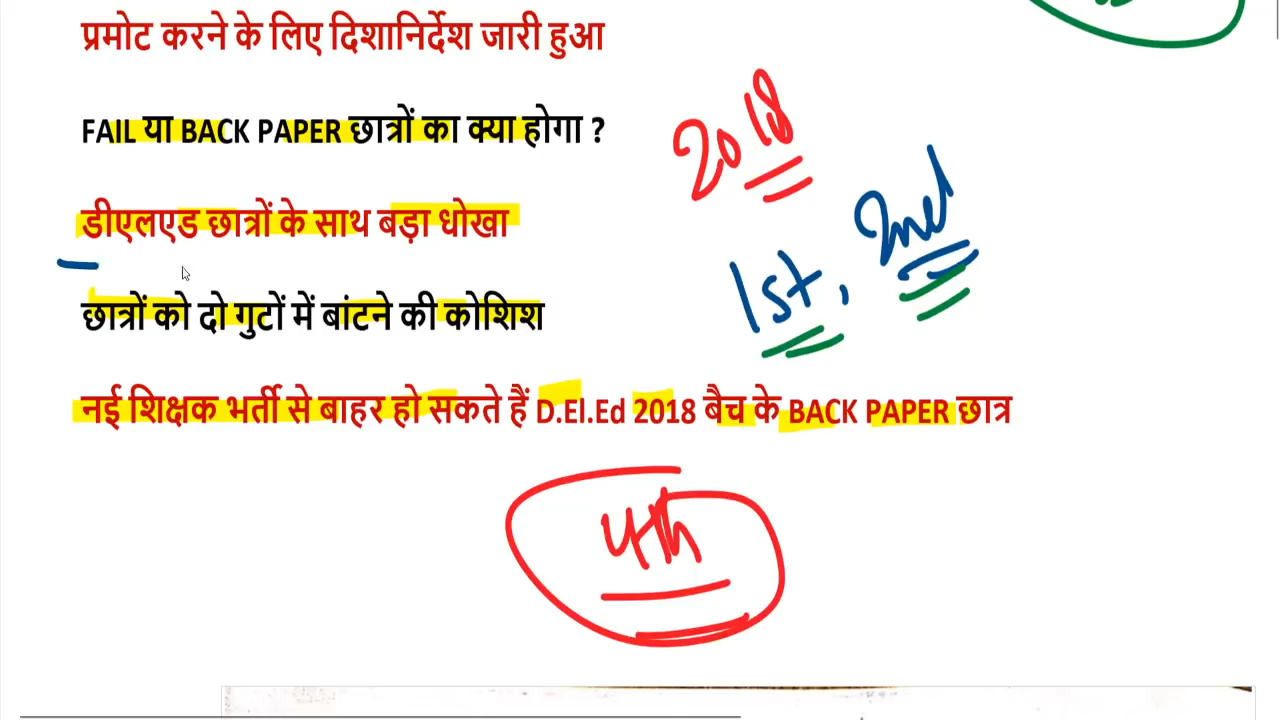 प्रमोट करने के लिए दिशानिर्देश जारी हुआ
FAIL या BACK PAPER छात्रों का क्या होगा ?
2018
डीएलएड छात्रों के साथ बड़ा धोखा
1st, 2nd
छात्रों को दो गुटों में बांटने की कोशिश
नई शिक्षक भर्ती से बाहर हो सकते हैं D.El.Ed 2018 बैच के BACK PAPER छात्र
4th